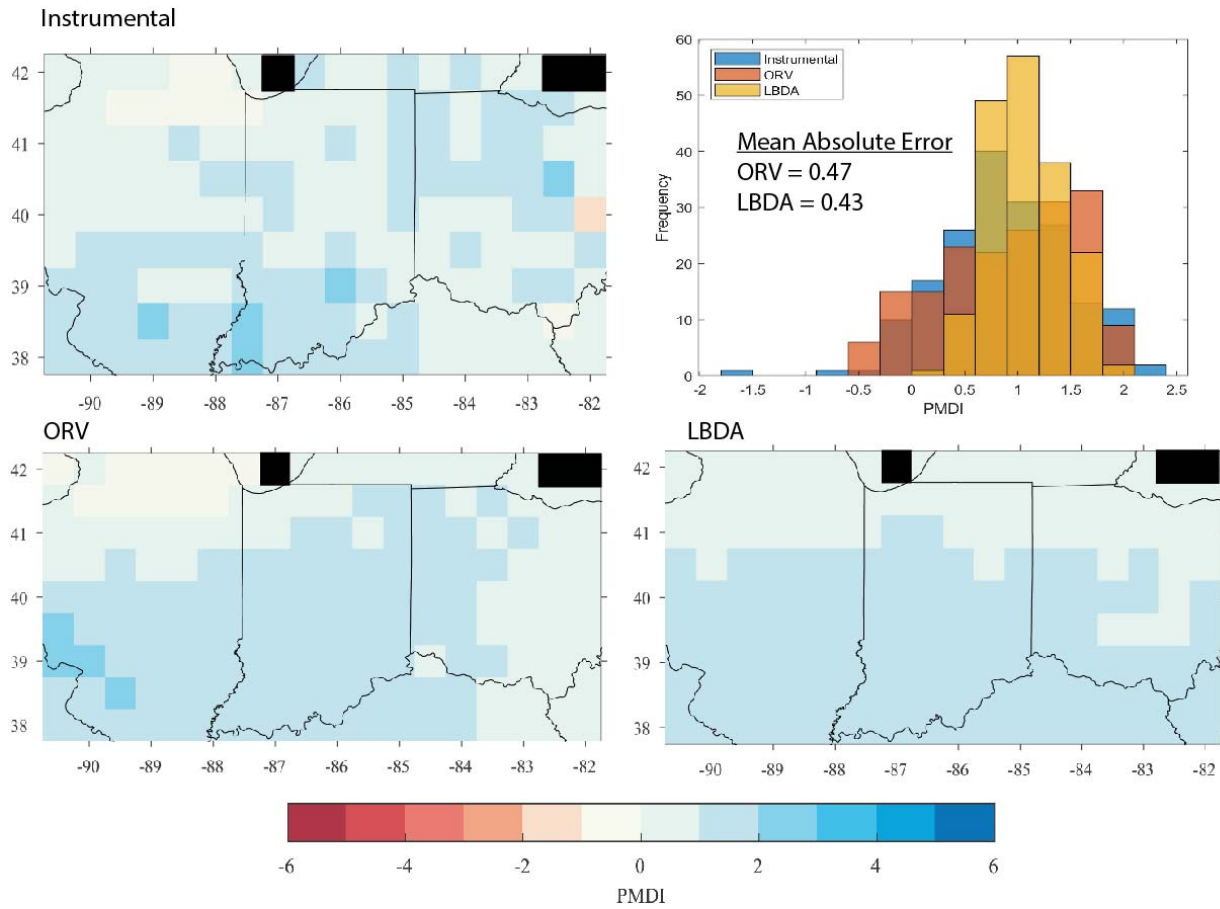 Instrumental
42
41
40
39
38
-90 -89 -88 -87 -86 -85 -84 -83 -82
60
50
40
30
20
10
0
Frequency
Instrumental
ORV
LBDA
Mean Absolute Error
ORV = 0.47
LBDA = 0.43
-2 -1.5 -1 -0.5 0 0.5 1 1.5 2 2.5
PMDI
ORV
42
41
40
39
38
-90 -89 -88 -87 -86 -85 -84 -83 -82
LBDA
42
41
40
39
38
-90 -89 -88 -87 -86 -85 -84 -83 -82
-6 -4 -2 0 2 4 6
PMDI